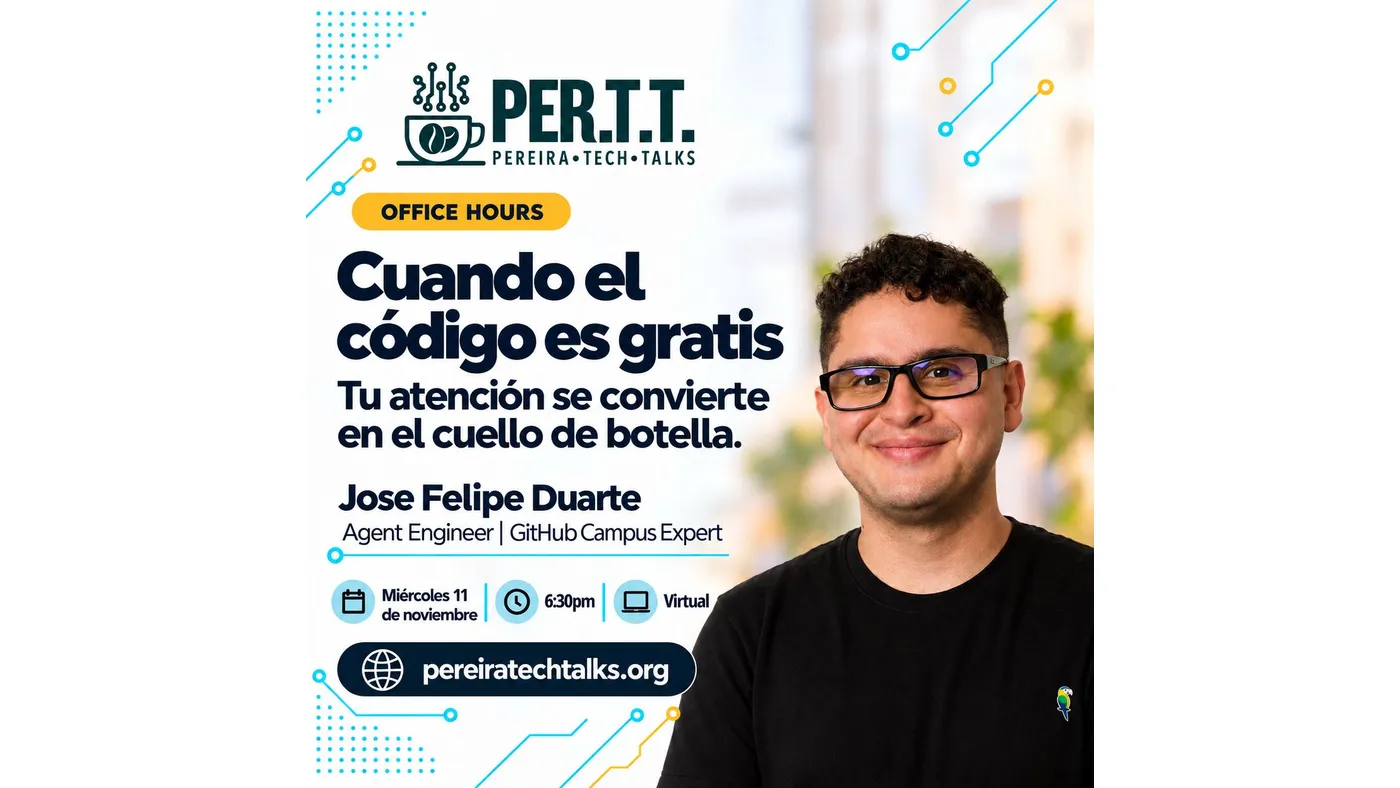 PER.T.T.
PEREIRA•TECH•TALKS
OFFICE HOURS
Cuando el
código es gratis
Tu atención se convierte
en el cuello de botella.
Jose Felipe Duarte
Agent Engineer | GitHub Campus Expert
Miércoles 11
de noviembre
6:30pm
Virtual
pereiratechtalks.org